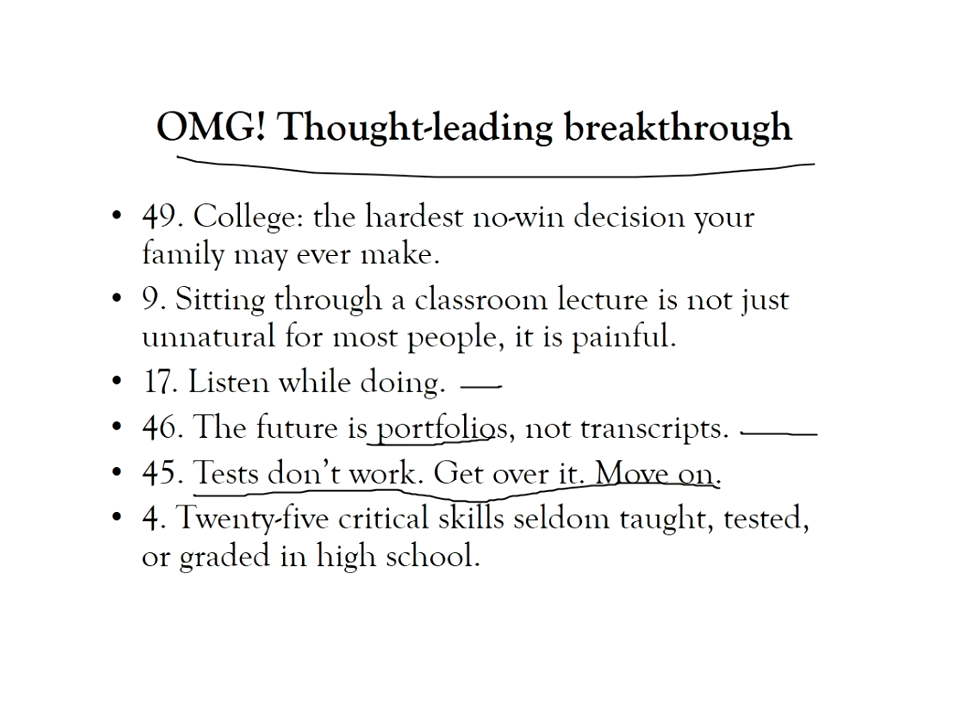 OMG! Thought-leading breakthrough
• 49. College: the hardest no-win decision your
family may ever make.
• 9. Sitting through a classroom lecture is not just
unnatural for most people, it is painful.
• 17. Listen while doing.
• 46. The future is portfolios, not transcripts.
• 45. Tests don't work. Get over it. Move on.
• 4. Twenty-five critical skills seldom taught, tested,
or graded in high school.